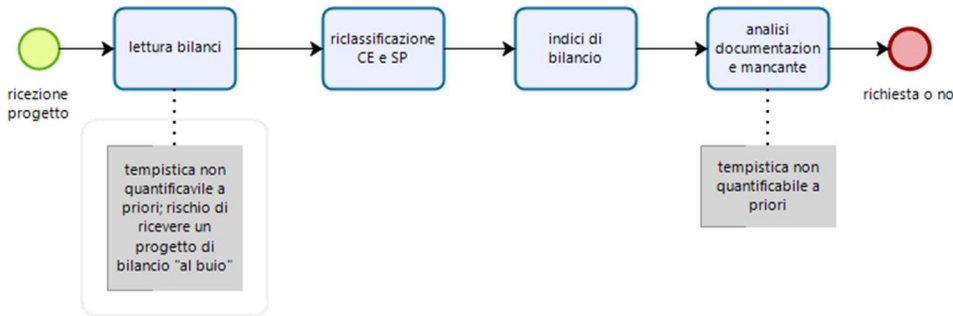 lettura bilanci
riclassificazione
CE e SP
indici di
bilancio
analisi
documentazion
e mancante
ricezione
progetto
richiesta o no
tempistica non
quantificavile a
priori; rischio di
ricevere un
progetto di
bilancio "al buio"
tempistica non
quantificabile a
priori